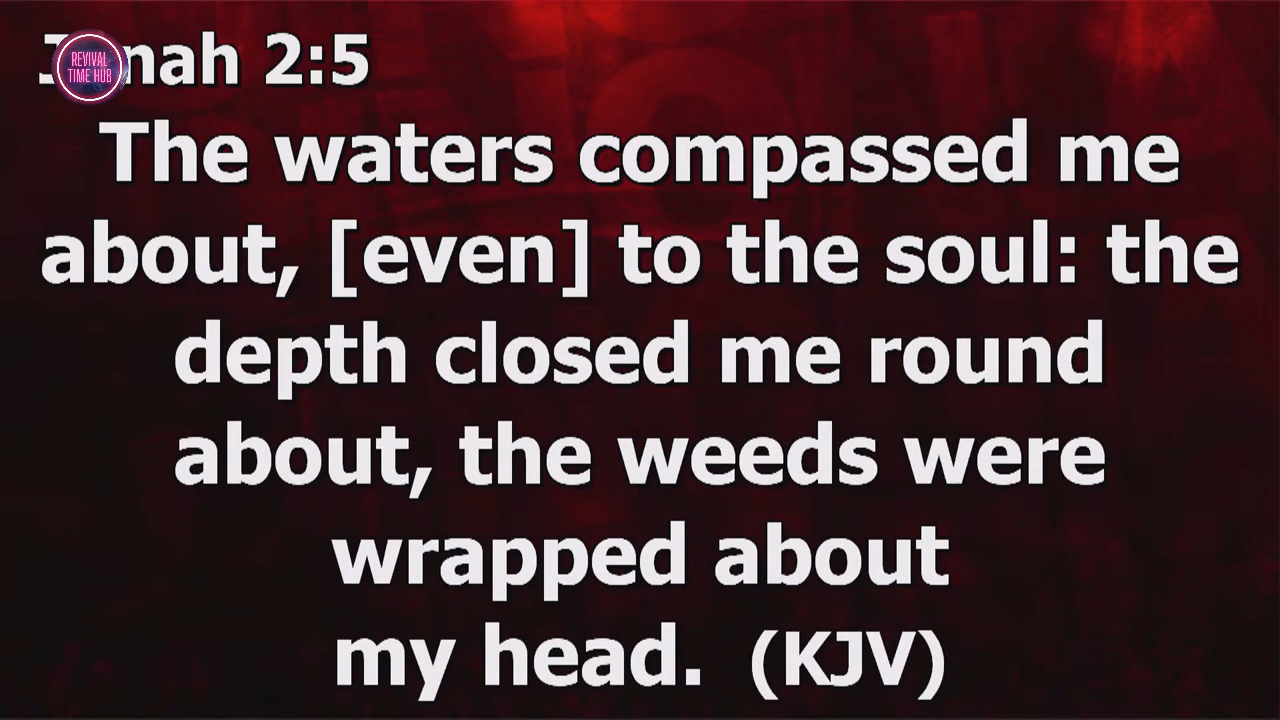 Jonah 2:5
REVIVAL
TIME HUB
The waters compassed me
about, [even] to the soul: the
depth closed me round
about, the weeds were
wrapped about
my head. (KJV)